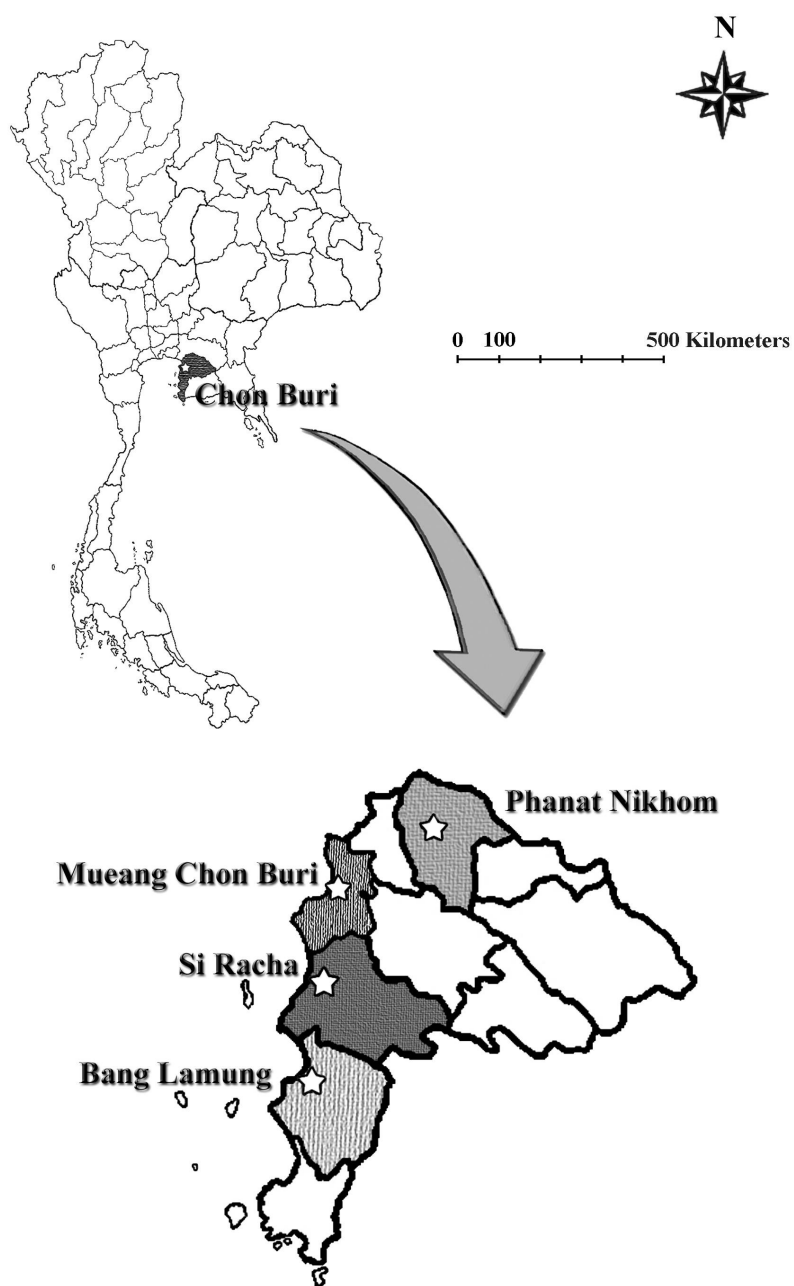 N
0 100 500 Kilometers
Chon Buri
Phanat Nikhom
Mueang Chon Buri
Si Racha
Bang Lamung